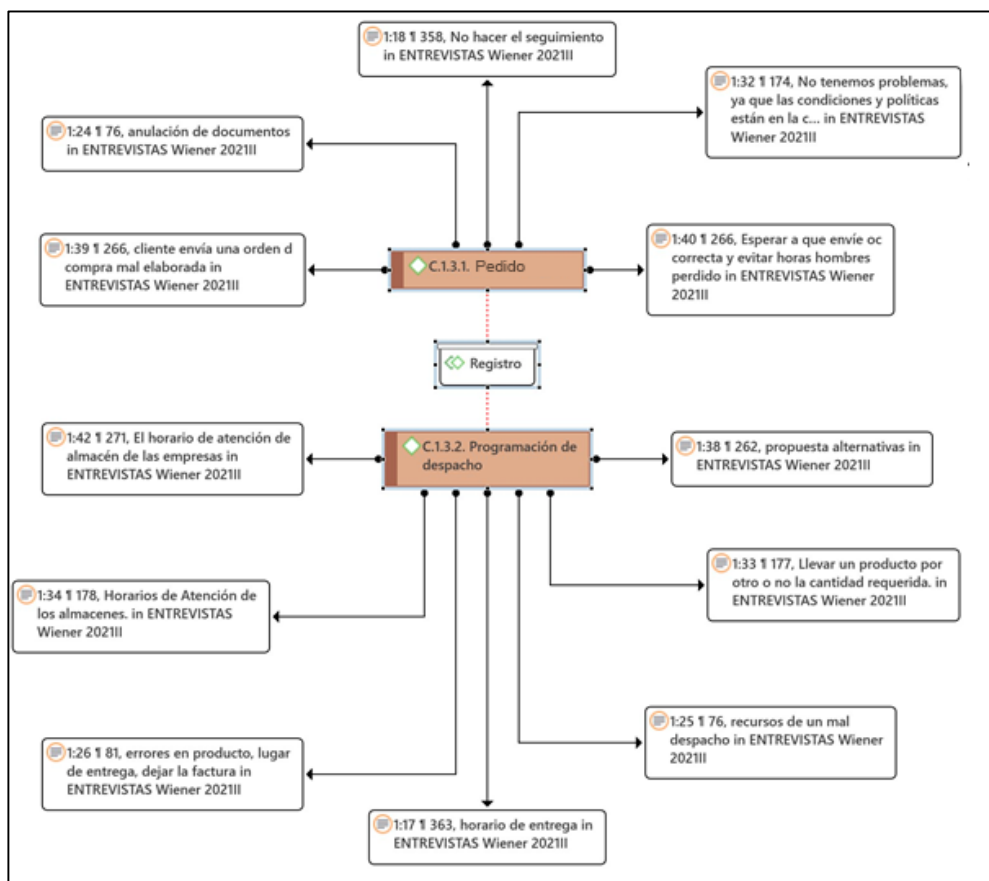 1:18 ¶ 358, No hacer el seguimiento
in ENTREVISTAS Wiener 2021II
1:32 ¶ 174, No tenemos problemas,
ya que las condiciones y políticas
están en la c... in ENTREVISTAS
Wiener 2021II
1:24 ¶ 76, anulación de documentos
in ENTREVISTAS Wiener 2021II
1:39 ¶ 266, cliente envía una orden d
compra mal elaborada in
ENTREVISTAS Wiener 2021II
C.1.3.1. Pedido
1:40 ¶ 266, Esperar a que envíe oc
correcta y evitar horas hombres
perdido in ENTREVISTAS Wiener
2021II
Registro
1:42 ¶ 271, El horario de atención de
almacén de las empresas in
ENTREVISTAS Wiener 2021II
C.1.3.2. Programación de
despacho
1:38 ¶ 262, propuesta alternativas in
ENTREVISTAS Wiener 2021II
1:33 ¶ 177, Llevar un producto por
otro o no la cantidad requerida. in
ENTREVISTAS Wiener 2021II
1:34 ¶ 178, Horarios de Atención de
los almacenes. in ENTREVISTAS
Wiener 2021II
1:25 ¶ 76, recursos de un mal
despacho in ENTREVISTAS Wiener
2021II
1:26 ¶ 81, errores en producto, lugar
de entrega, dejar la factura in
ENTREVISTAS Wiener 2021II
1:17 ¶ 363, horario de entrega in
ENTREVISTAS Wiener 2021II